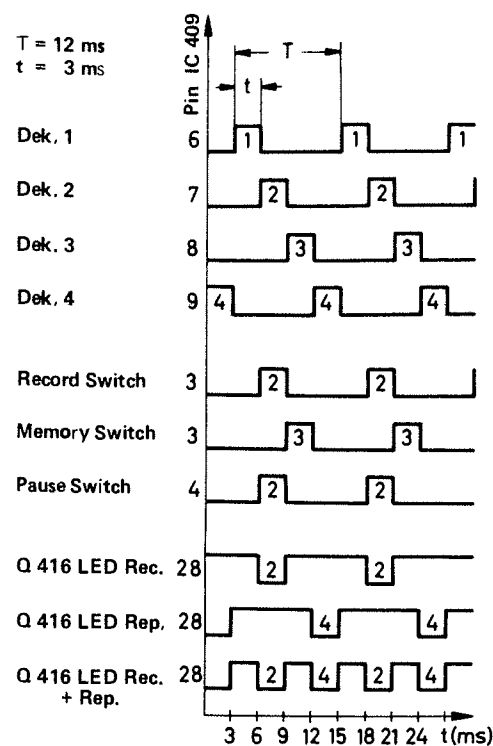 T = 12 ms
t = 3 ms
Pin IC 409
T
t
Dek. 1 6 1 1 1
Dek. 2 7 2 2
Dek. 3 8 3 3
Dek. 4 9 4 4 4
Record Switch 3 2 2
Memory Switch 3 3 3
Pause Switch 4 2 2
Q 416 LED Rec. 28 2 2
Q 416 LED Rep. 28 4 4
Q 416 LED Rec. 28 2 4 2 4
+ Rep.
3 6 9 12 15 18 21 24 t (ms)